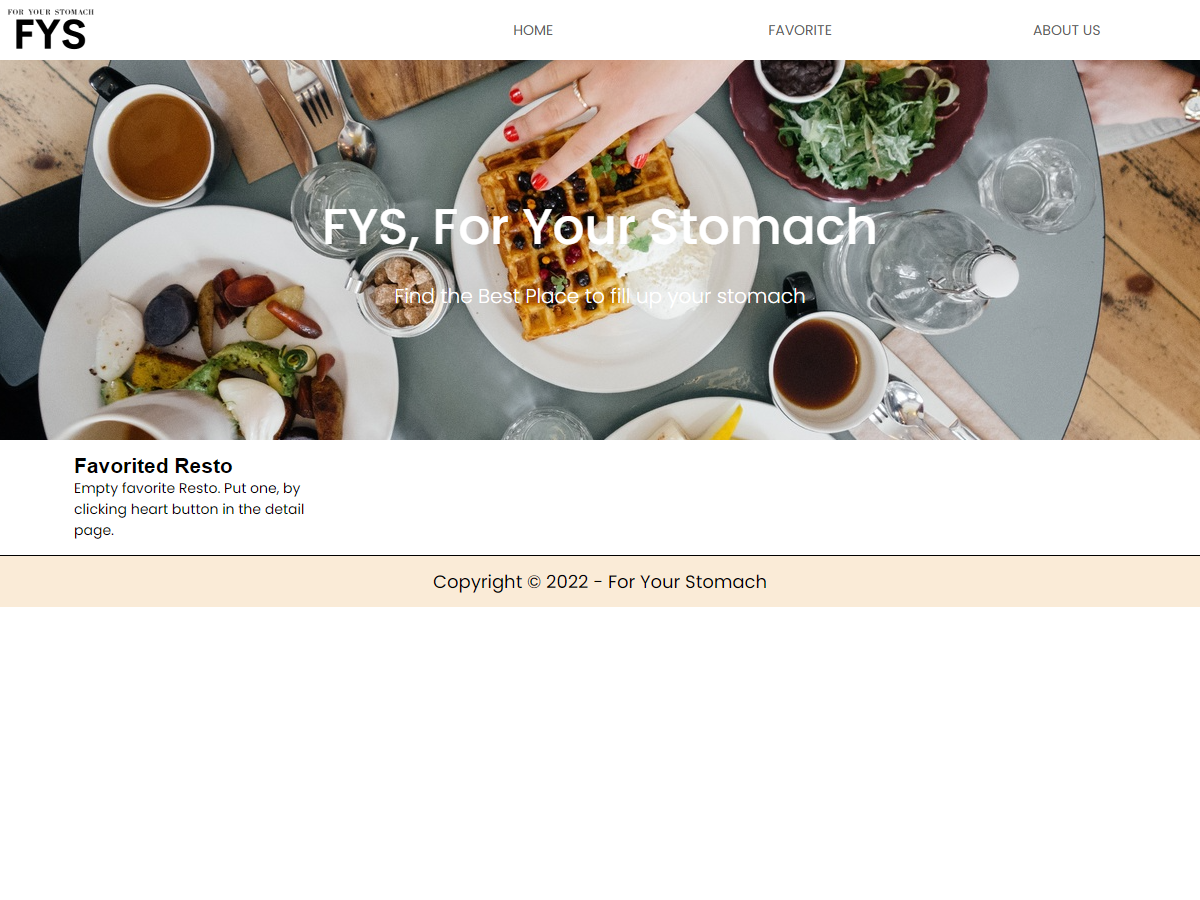 FOR YOUR STOMACH
FYS
HOME
FAVORITE
ABOUT US
FYS, For Your Stomach
Find the Best Place to fill up your stomach
Favorited Resto
Empty favorite Resto. Put one, by
clicking heart button in the detail
page.
Copyright © 2022 - For Your Stomach